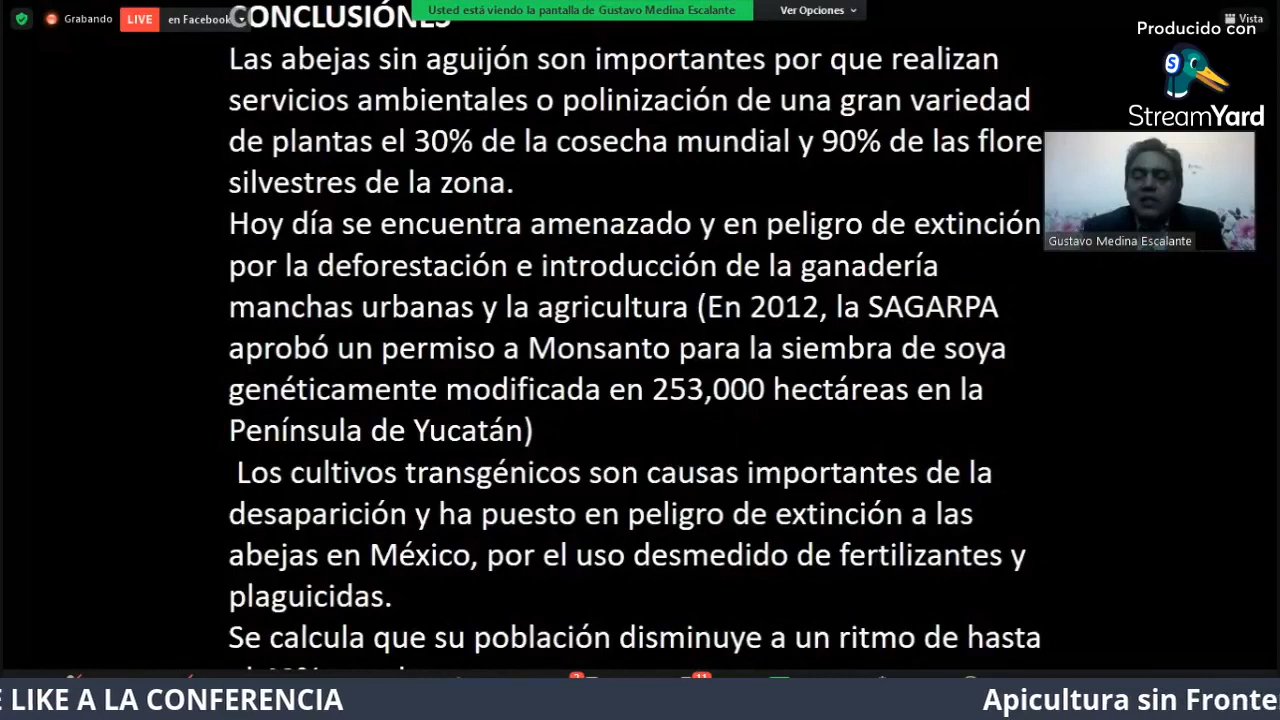 Grabando
LIVE
en Facebook
Usted está viendo la pantalla de Gustavo Medina Escalante
Ver Opciones
Vista
Producido con
StreamYard
Gustavo Medina Escalante
CONCLUSIÓNES
Las abejas sin aguijón son importantes por que realizan
servicios ambientales o polinización de una gran variedad
de plantas el 30% de la cosecha mundial y 90% de las flore
silvestres de la zona.
Hoy día se encuentra amenazado y en peligro de extinción
por la deforestación e introducción de la ganadería
manchas urbanas y la agricultura (En 2012, la SAGARPA
aprobó un permiso a Monsanto para la siembra de soya
genéticamente modificada en 253,000 hectáreas en la
Península de Yucatán)
Los cultivos transgénicos son causas importantes de la
desaparición y ha puesto en peligro de extinción a las
abejas en México, por el uso desmedido de fertilizantes y
plaguicidas.
Se calcula que su población disminuye a un ritmo de hasta
E LIKE A LA CONFERENCIA
Apicultura sin Fronte